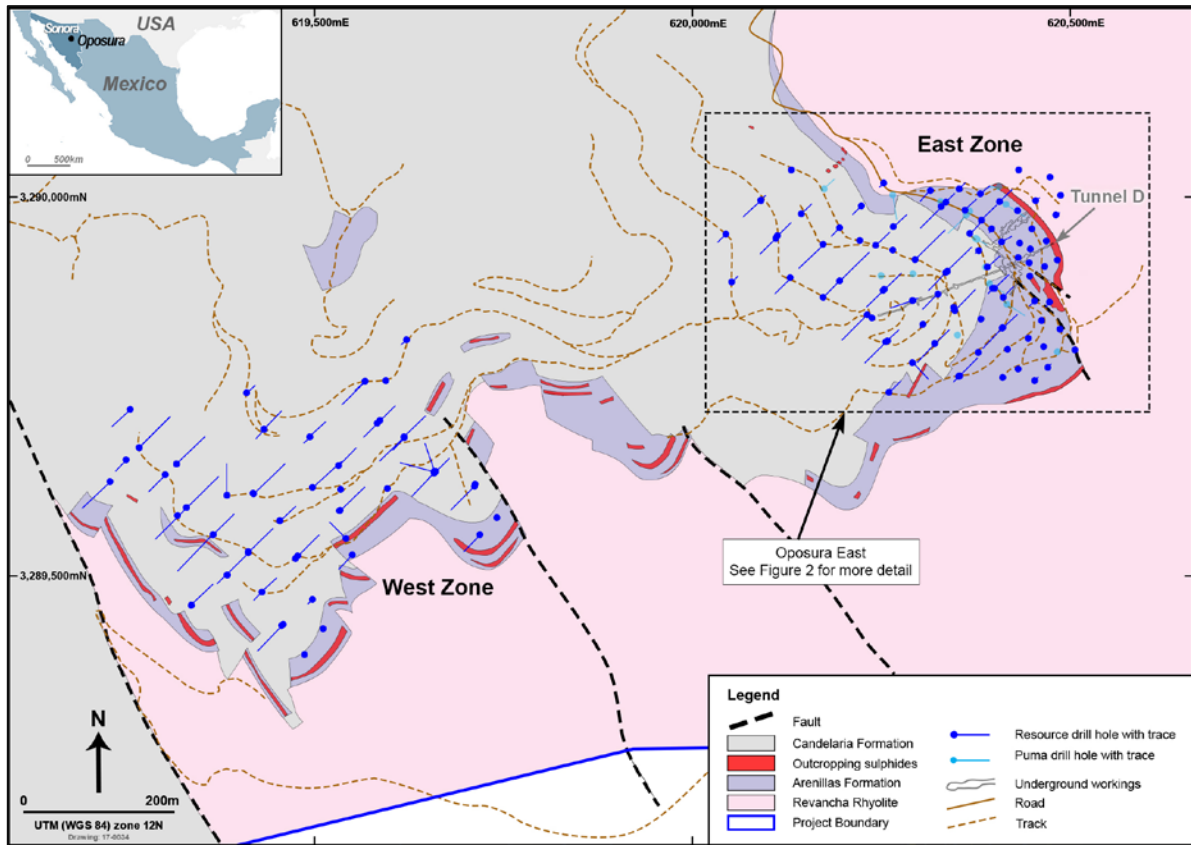 619,500mE
620,000mE
620,500mE
USA
Sonora
Oposura
Mexico
0 500km
East Zone
3,290,000mN
Tunnel D
Oposura East
See Figure 2 for more detail
3,289,500mN
West Zone
N
0 200m
UTM (WGS 84) zone 12N
Drawing: 17-0034
Legend
Fault
Candelaria Formation
Outcropping sulphides
Arenillas Formation
Revancha Rhyolite
Project Boundary
Resource drill hole with trace
Puma drill hole with trace
Underground workings
Road
Track